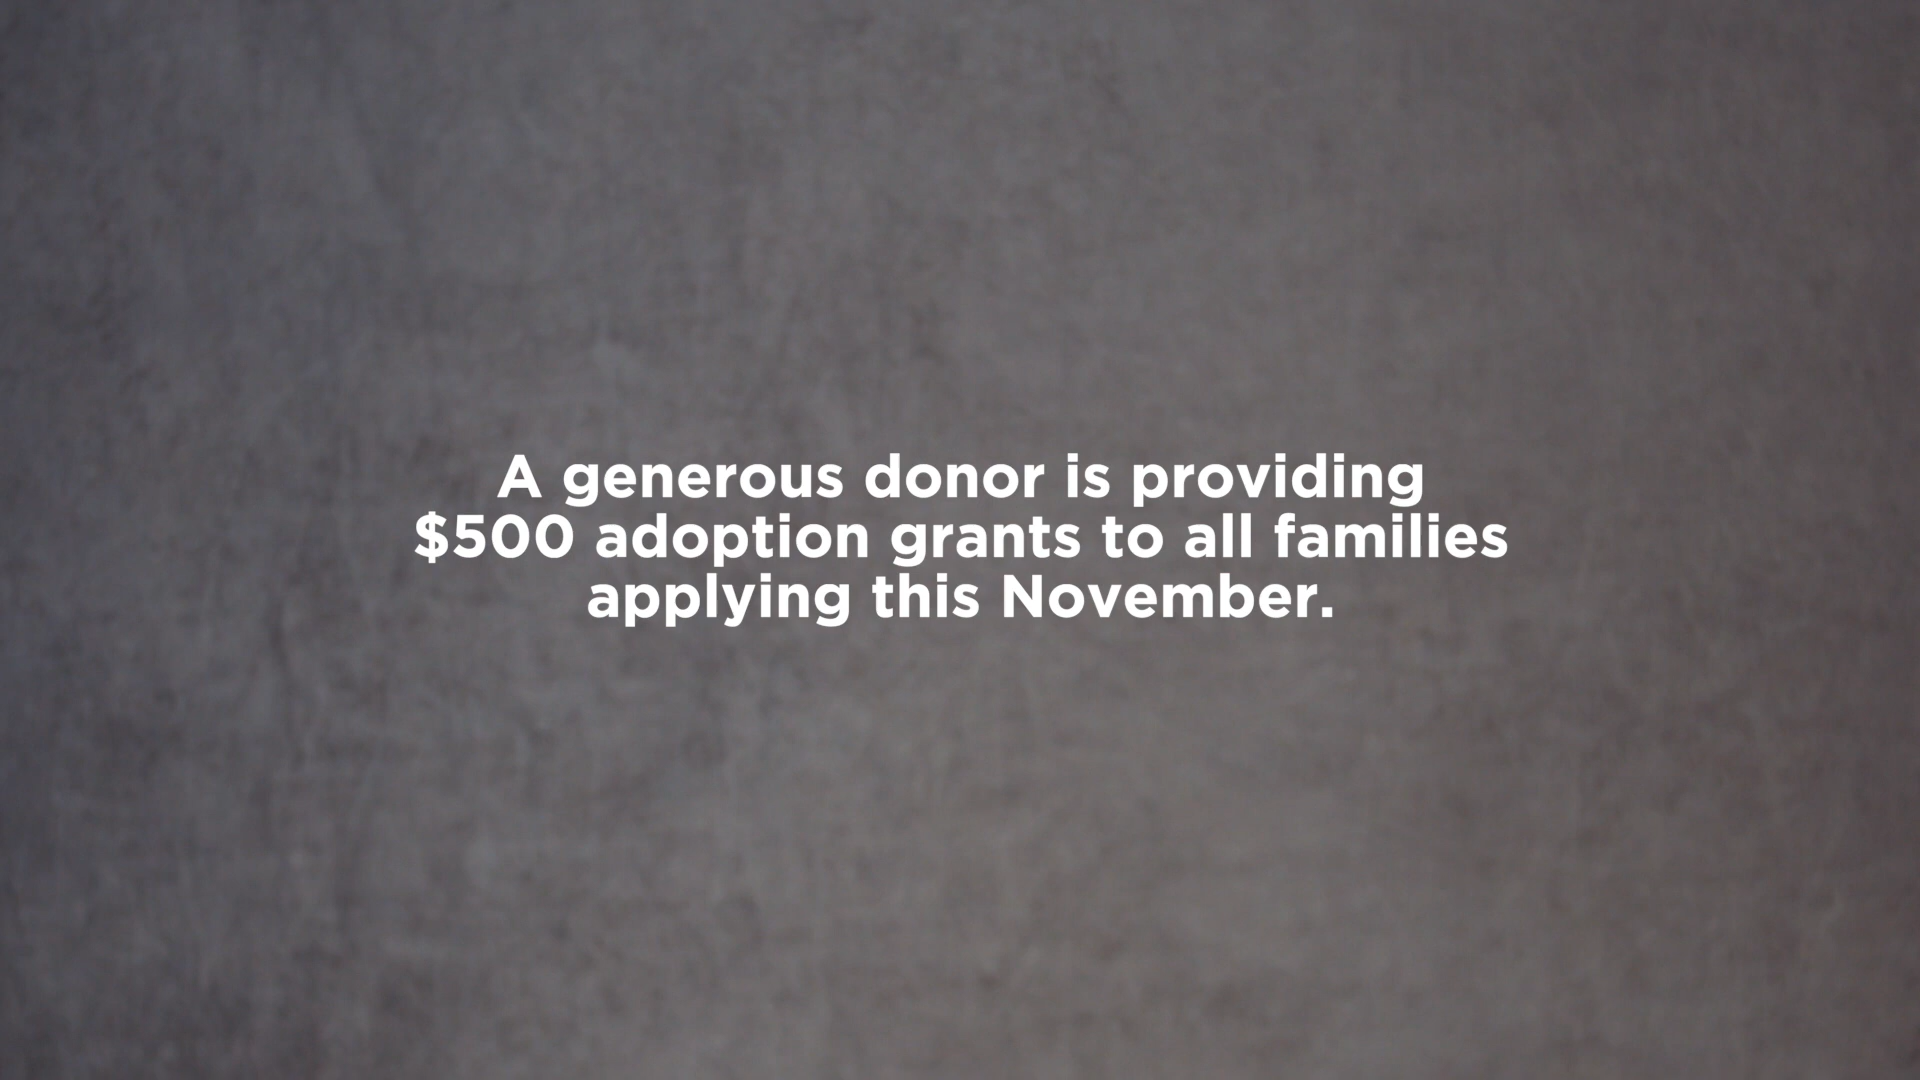 A generous donor is providing
$500 adoption grants to all families
applying this November.